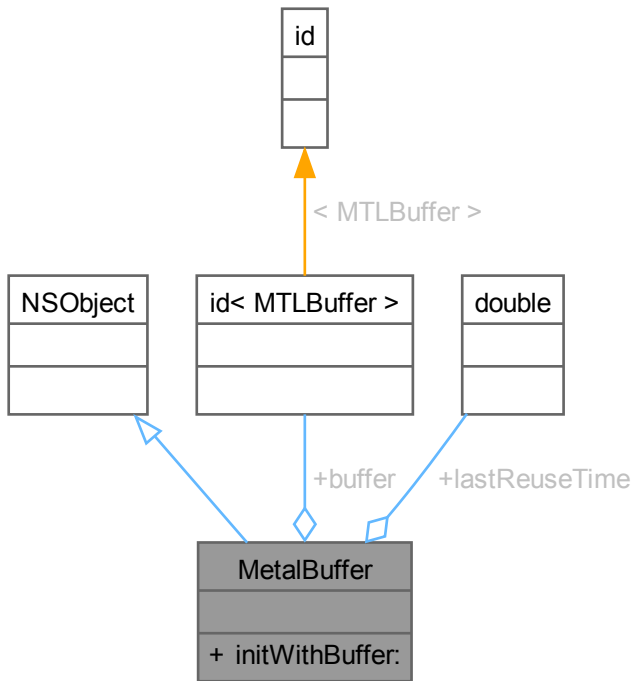 id
< MTLBuffer >
NSObject
id< MTLBuffer >
double
+buffer
+lastReuseTime
MetalBuffer
+ initWithBuffer: